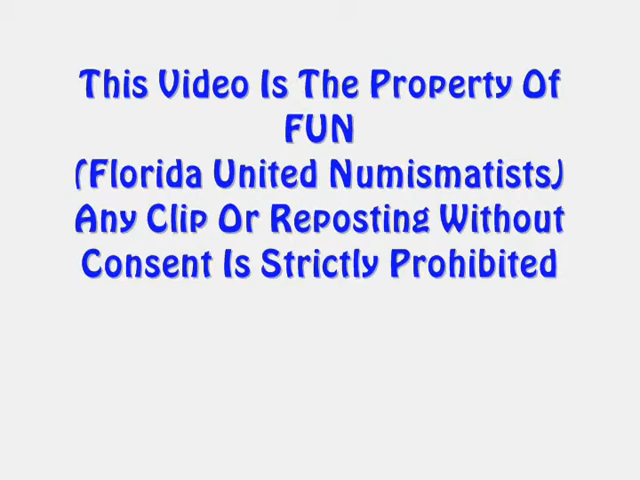 This Video Is The Property Of
FUN
(Florida United Numismatists)
Any Clip Or Reposting Without
Consent Is Strictly Prohibited